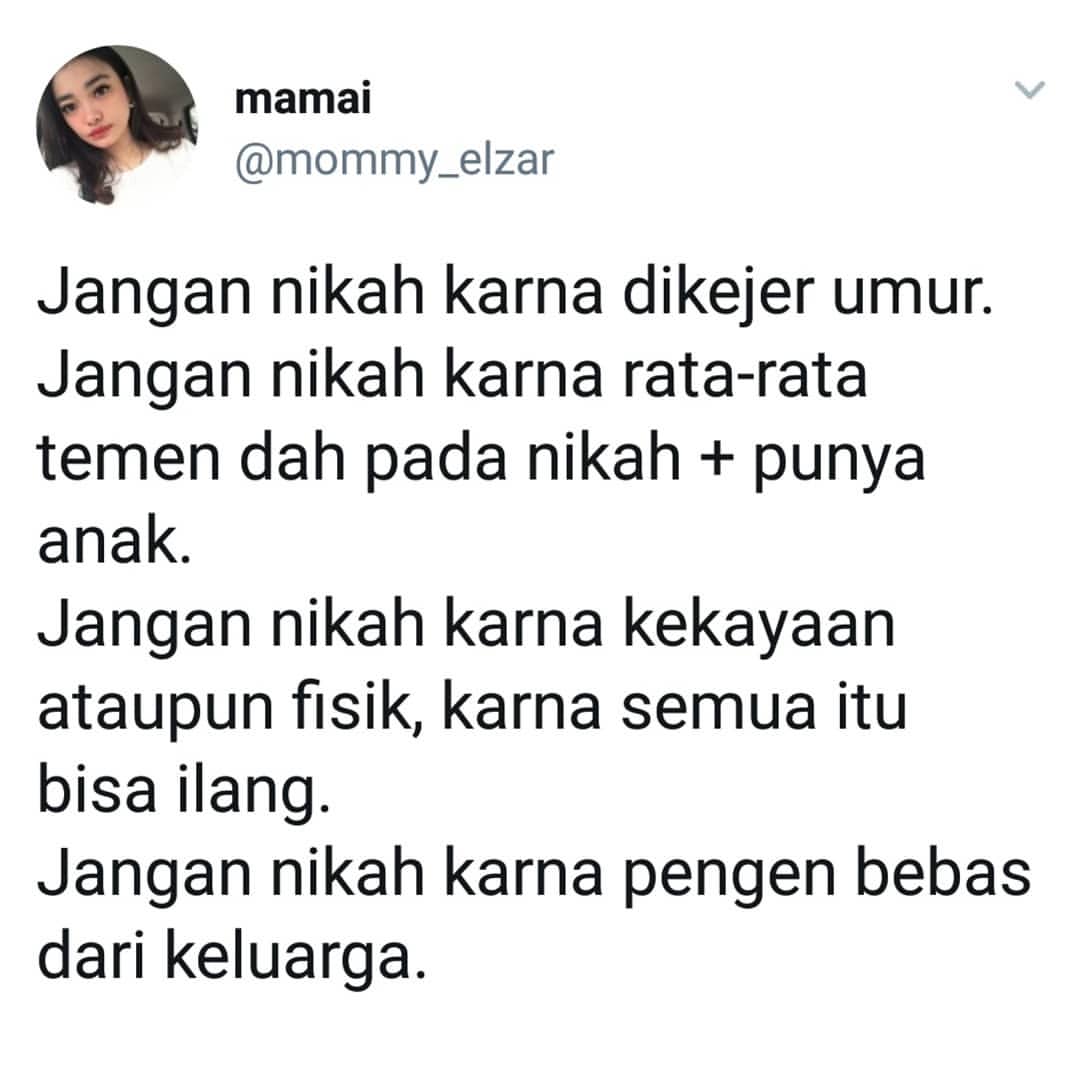 mamai
@mommy_elzar
Jangan nikah karna dikejer umur.
Jangan nikah karna rata-rata
temen dah pada nikah + punya
anak.
Jangan nikah karna kekayaan
ataupun fisik, karna semua itu
bisa ilang.
Jangan nikah karna pengen bebas
dari keluarga.